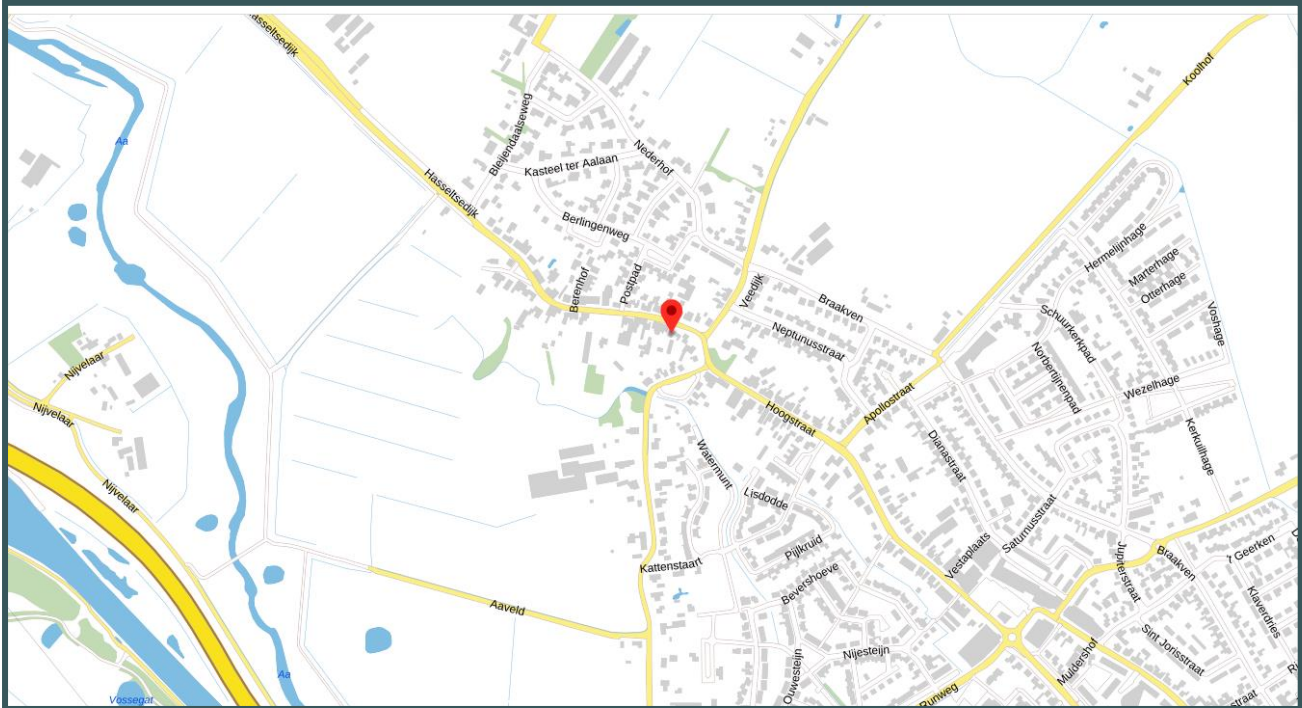 Hasseltsedijk
Koolhof
Aa
Bleijendaalseweg
Nederhof
Kasteel ter Aalaan
Hasseltsedijk
Berlingenweg
Hermelijnhage
Marterhage
Otterhage
Berenhof
Postpad
Veedijk
Braakven
Voshage
Schuurkerkpad
Neptunusstraat
Norbertijnenpad
Nijvelaar
Wezelhage
Nijvelaar
Hoogstraat
Apollostraat
Kerkuilhage
Dianastraat
Watermunt
Nijvelaar
Lisdodde
Saturnusstraat
Pijlkruid
Vestaplaats
't Geerken
Kattenstaart
Braakven
Jupiterstraat
Bevershoeve
Aaveld
Klaverdries
Sint Jorisstraat
Nijesteijn
Muldershof
Ouwesteijn
Aa
Runweg
straat
Vossegat